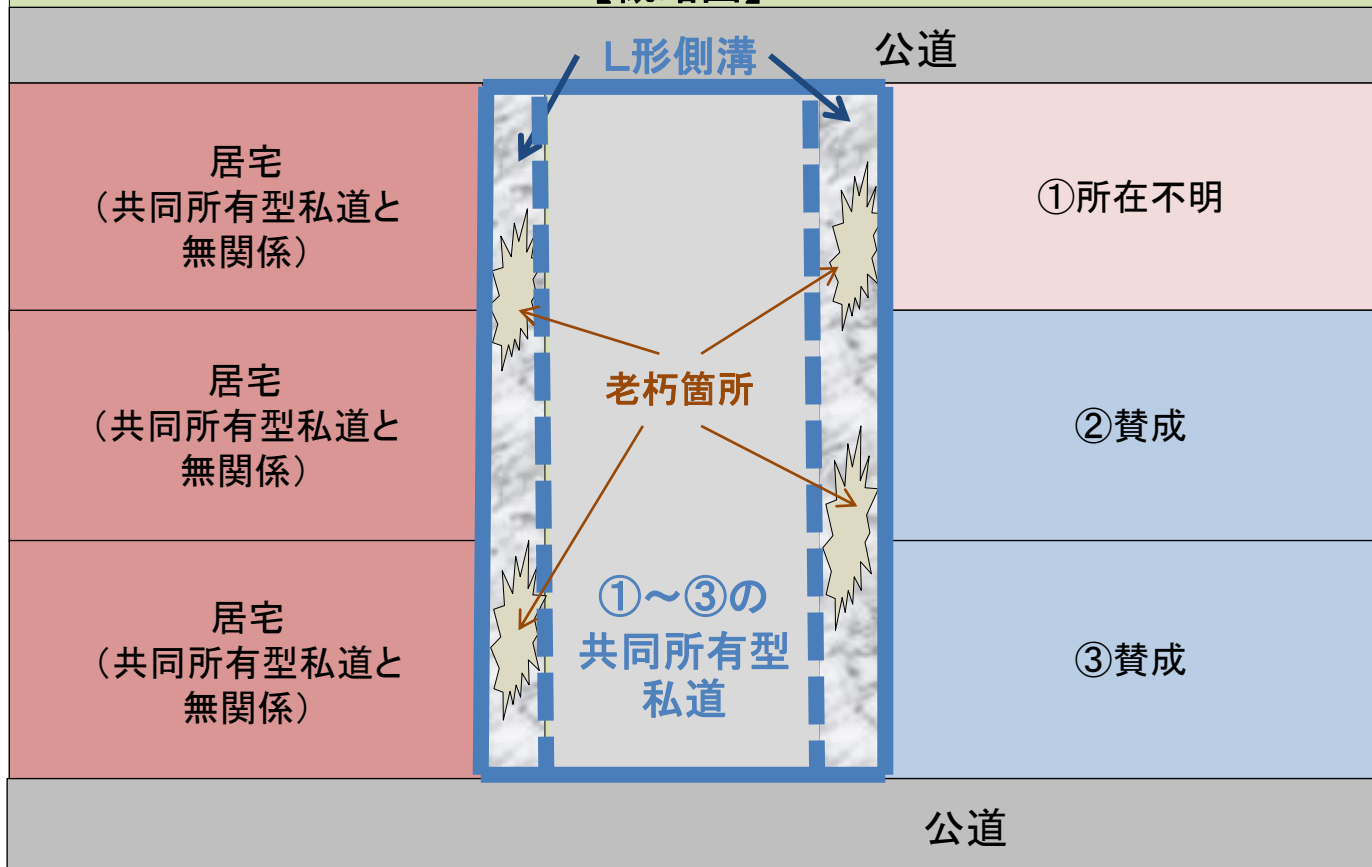 公道
L形側溝
居宅
（共同所有型私道と
無関係）
①所在不明
居宅
（共同所有型私道と
無関係）
老朽箇所
②賛成
居宅
（共同所有型私道と
無関係）
①～③の
共同所有型
私道
③賛成
公道